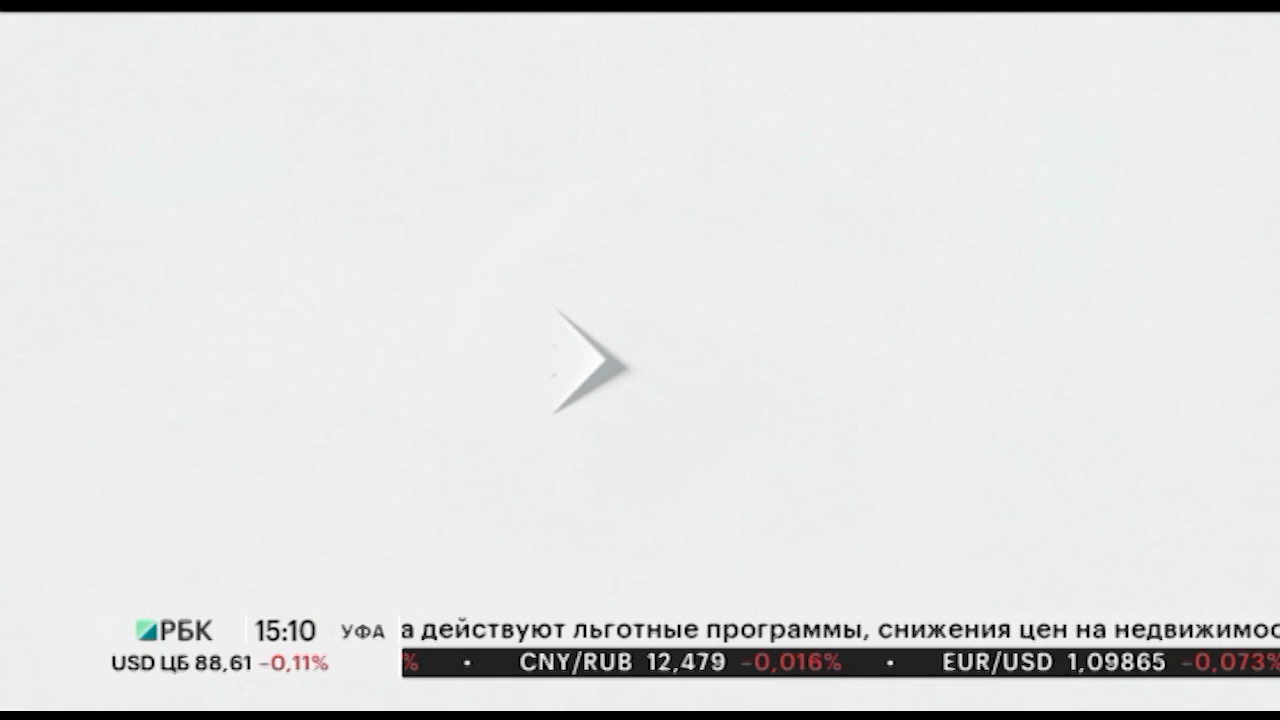 РБК 15:10 УФА а действуют льготные программы, снижения цен на недвижимос
USD ЦБ 88,61 −0,11% % • CNY/RUB 12,479 −0,016% • EUR/USD 1,09865 −0,073%